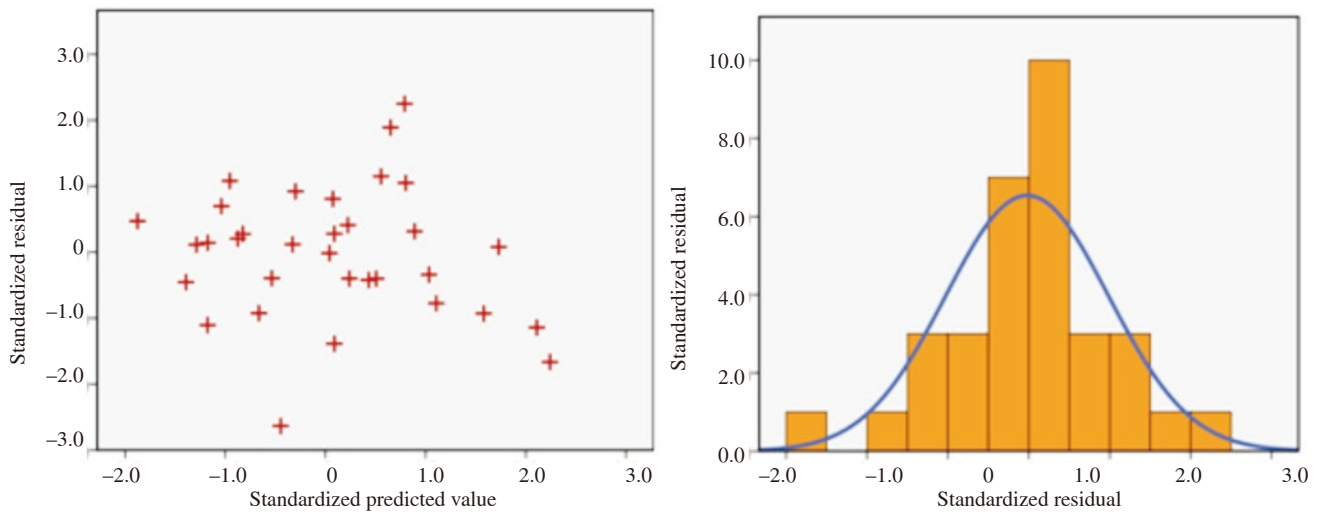 3.0
2.0
1.0
0
–1.0
–2.0
–3.0
Standardized residual
–2.0 –1.0 0 1.0 2.0 3.0
Standardized predicted value
10.0
8.0
6.0
4.0
2.0
0.0
Standardized residual
–2.0 –1.0 0 1.0 2.0 3.0
Standardized residual